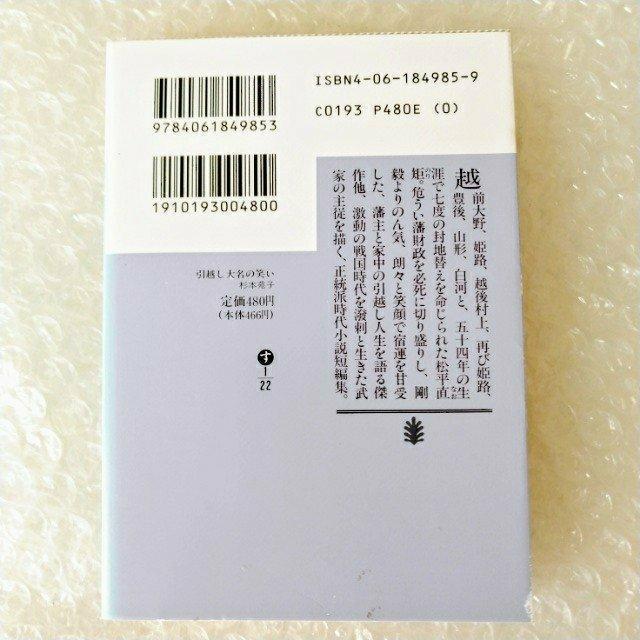 ISBN4-06-184985-9
C0193 P480E (0)
9784061849853
1910193004800
越前大野、姫路、越後村上、再び姫路、
豊後、山形、白河と、五十四年の生
涯で七度の封地替えを命じられた松平直
矩。危うい藩財政を必死に切り盛りし、剛
毅よりのん気、朗々と笑顔で宿運を甘受
した、藩主と家中の引越し人生を語る傑
作他、激動の戦国時代を潑剌と生きた武
家の主従を描く、正統派時代小説短編集。
引越し大名の笑い
杉本苑子
定価480円
(本体466円)
す
1
22